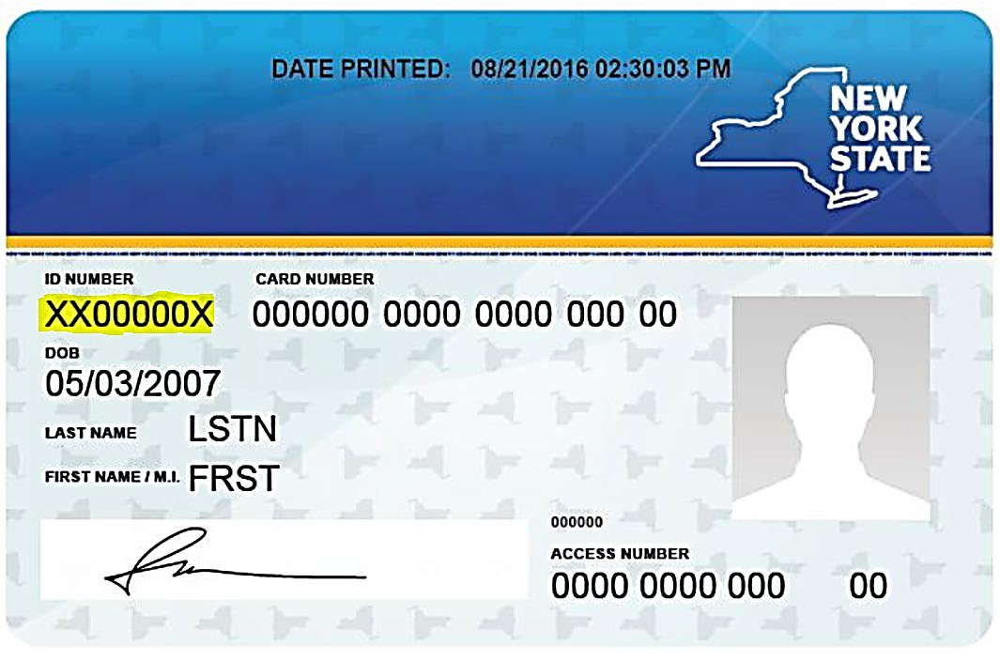 DATE PRINTED: 08/21/2016 02:30:03 PM
NEW
YORK
STATE
ID NUMBER CARD NUMBER
XX00000X 000000 0000 0000 000 00
DOB
05/03/2007
LAST NAME LSTN
FIRST NAME / M.I. FRST
000000
ACCESS NUMBER
0000 0000 000 00